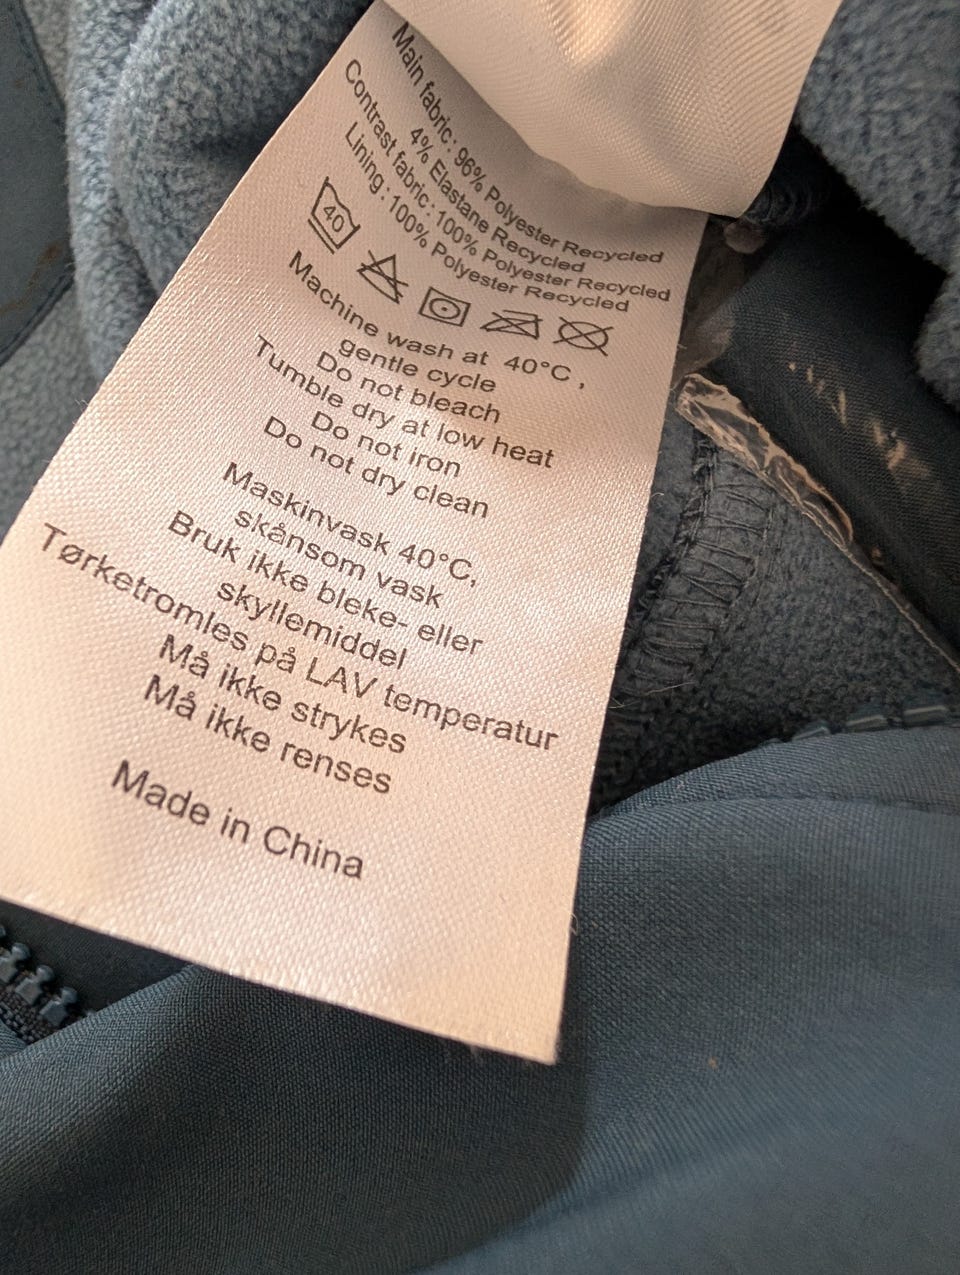 Main fabric: 96% Polyester Recycled
4% Elastane Recycled
Contrast fabric: 100% Polyester Recycled
Lining: 100% Polyester Recycled
40
Machine wash at 40°C,
gentle cycle
Do not bleach
Tumble dry at low heat
Do not iron
Do not dry clean
Maskinvask 40°C,
skånsom vask
Bruk ikke bleke- eller
skyllemiddel
Tørketromles på LAV temperatur
Må ikke strykes
Må ikke renses
Made in China